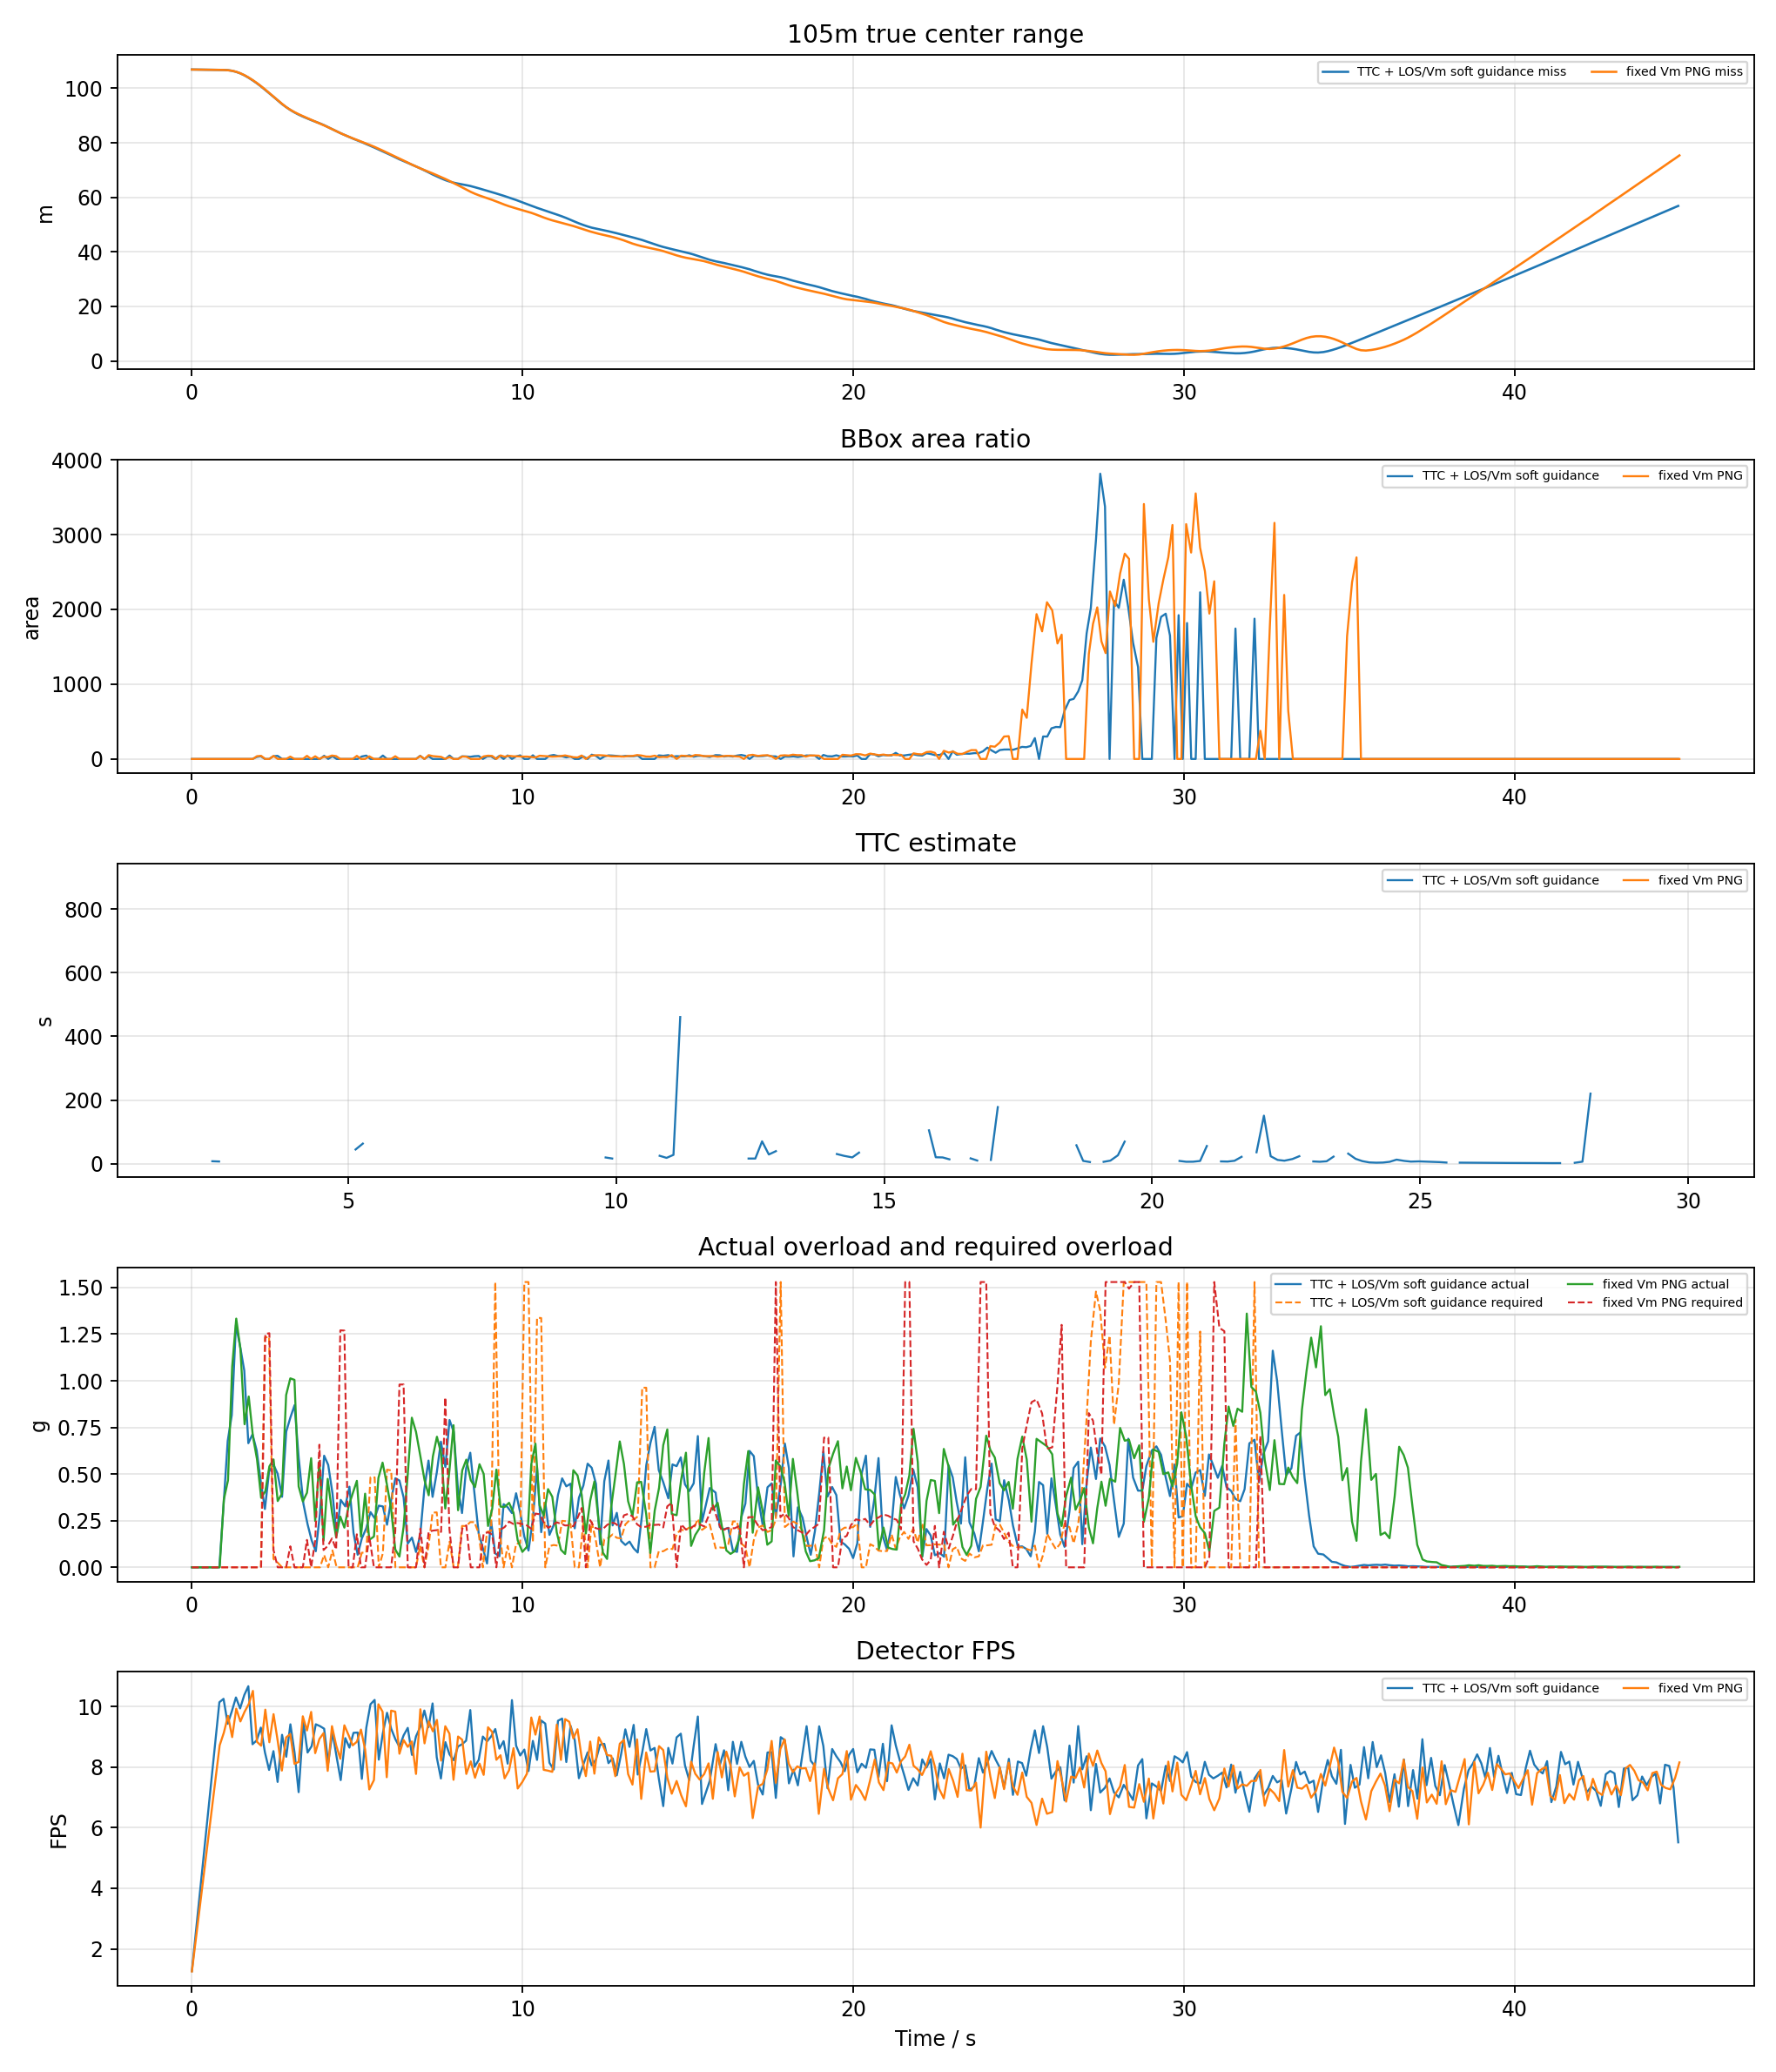 105m true center range
TTC + LOS/Vm soft guidance miss fixed Vm PNG miss
100
80
60
40
20
0
m
0 10 20 30 40
BBox area ratio
TTC + LOS/Vm soft guidance fixed Vm PNG
4000
3000
2000
1000
0
area
0 10 20 30 40
TTC estimate
TTC + LOS/Vm soft guidance fixed Vm PNG
800
600
400
200
0
s
5 10 15 20 25 30
Actual overload and required overload
TTC + LOS/Vm soft guidance actual fixed Vm PNG actual
TTC + LOS/Vm soft guidance required fixed Vm PNG required
1.50
1.25
1.00
0.75
0.50
0.25
0.00
g
0 10 20 30 40
Detector FPS
TTC + LOS/Vm soft guidance fixed Vm PNG
10
8
6
4
2
FPS
0 10 20 30 40
Time / s